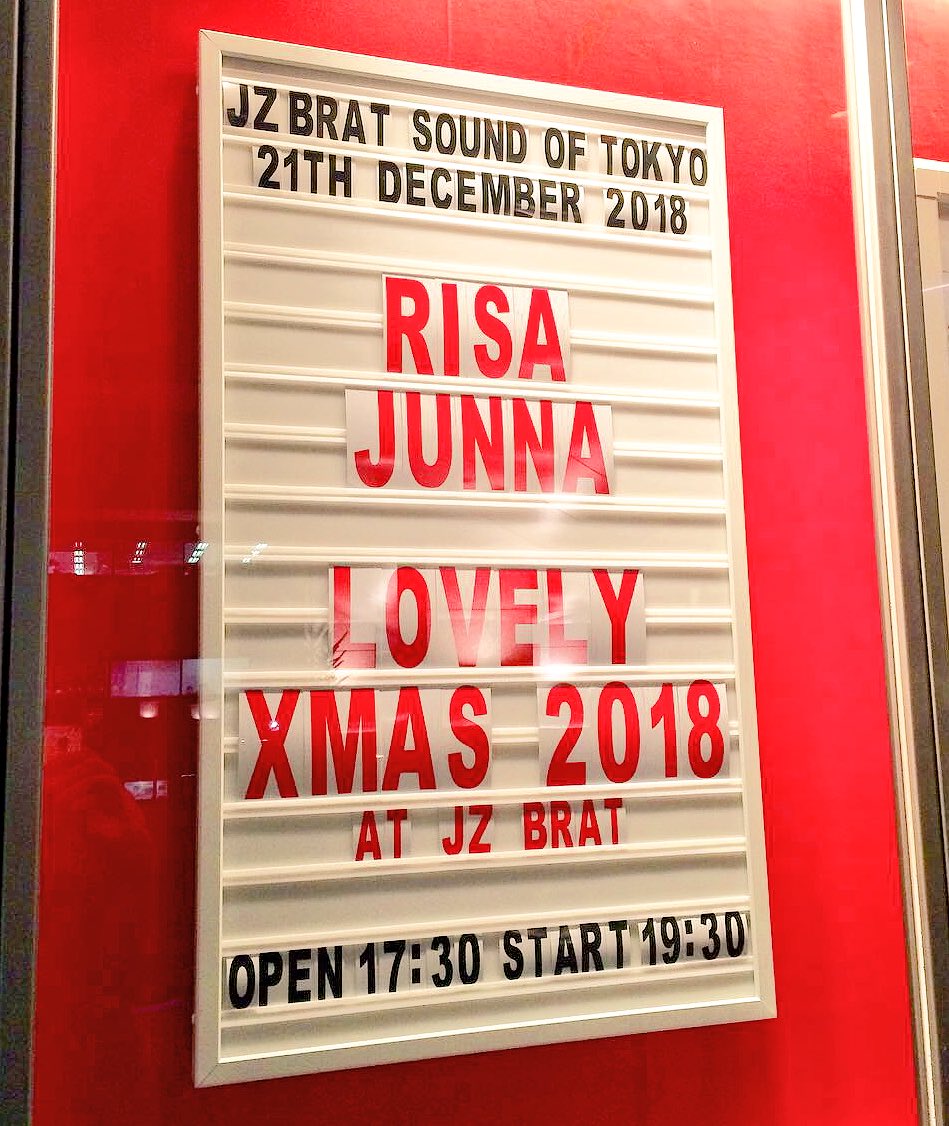 JZ BRAT SOUND OF TOKYO
21TH DECEMBER 2018
RISA
JUNNA
LOVELY
XMAS 2018
AT JZ BRAT
OPEN 17:30 START 19:30